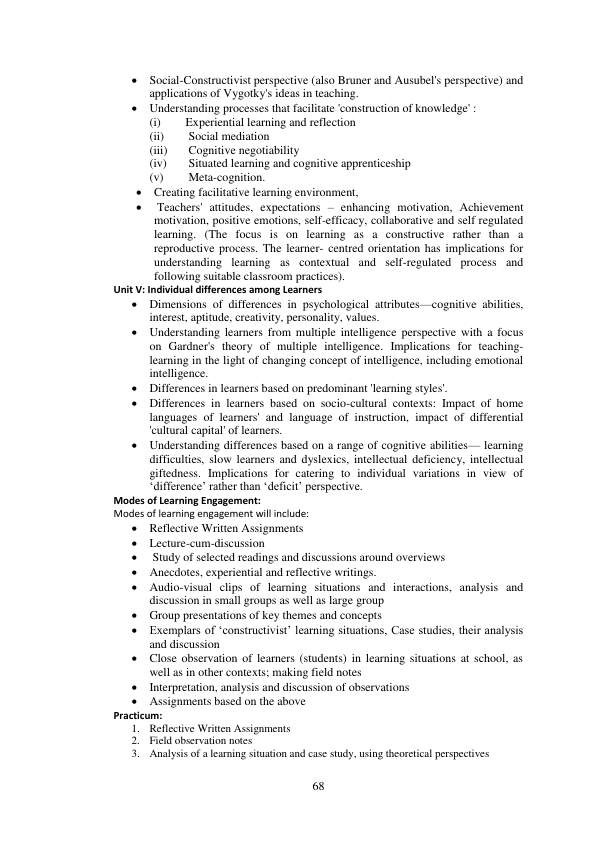 • Social-Constructivist perspective (also Bruner and Ausubel's perspective) and
applications of Vygotky's ideas in teaching.
• Understanding processes that facilitate 'construction of knowledge' :
(i) Experiential learning and reflection
(ii) Social mediation
(iii) Cognitive negotiability
(iv) Situated learning and cognitive apprenticeship
(v) Meta-cognition.
• Creating facilitative learning environment,
• Teachers' attitudes, expectations – enhancing motivation, Achievement
motivation, positive emotions, self-efficacy, collaborative and self regulated
learning. (The focus is on learning as a constructive rather than a
reproductive process. The learner- centred orientation has implications for
understanding learning as contextual and self-regulated process and
following suitable classroom practices).
Unit V: Individual differences among Learners
• Dimensions of differences in psychological attributes—cognitive abilities,
interest, aptitude, creativity, personality, values.
• Understanding learners from multiple intelligence perspective with a focus
on Gardner's theory of multiple intelligence. Implications for teaching-
learning in the light of changing concept of intelligence, including emotional
intelligence.
• Differences in learners based on predominant 'learning styles'.
• Differences in learners based on socio-cultural contexts: Impact of home
languages of learners' and language of instruction, impact of differential
'cultural capital' of learners.
• Understanding differences based on a range of cognitive abilities— learning
difficulties, slow learners and dyslexics, intellectual deficiency, intellectual
giftedness. Implications for catering to individual variations in view of
‘difference’ rather than ‘deficit’ perspective.
Modes of Learning Engagement:
Modes of learning engagement will include:
• Reflective Written Assignments
• Lecture-cum-discussion
• Study of selected readings and discussions around overviews
• Anecdotes, experiential and reflective writings.
• Audio-visual clips of learning situations and interactions, analysis and
discussion in small groups as well as large group
• Group presentations of key themes and concepts
• Exemplars of ‘constructivist’ learning situations, Case studies, their analysis
and discussion
• Close observation of learners (students) in learning situations at school, as
well as in other contexts; making field notes
• Interpretation, analysis and discussion of observations
• Assignments based on the above
Practicum:
1. Reflective Written Assignments
2. Field observation notes
3. Analysis of a learning situation and case study, using theoretical perspectives
68